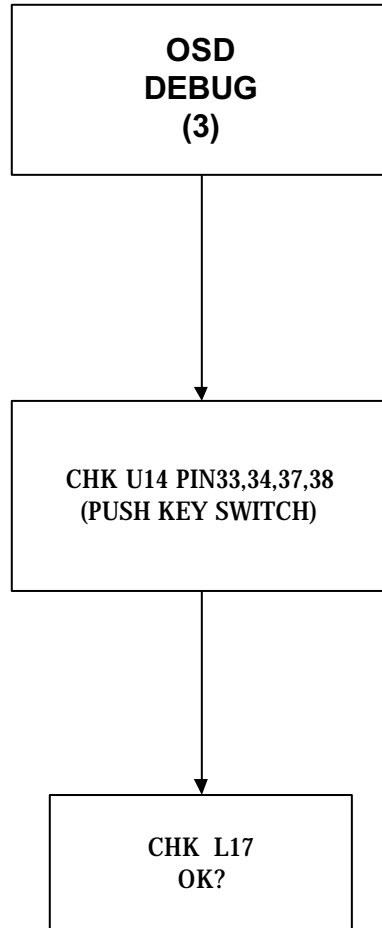 OSD
DEBUG
(3)
CHK U14 PIN33,34,37,38
(PUSH KEY SWITCH)
CHK L17
OK?